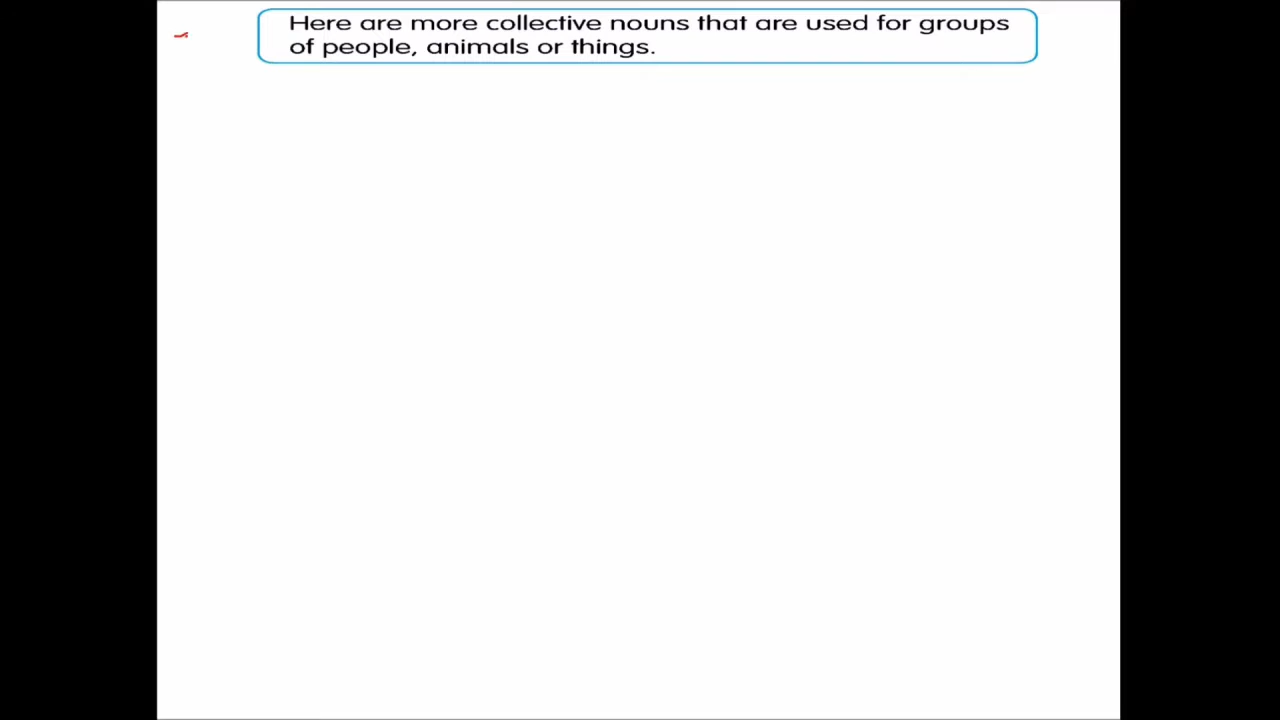 Here are more collective nouns that are used for groups
of people, animals or things.